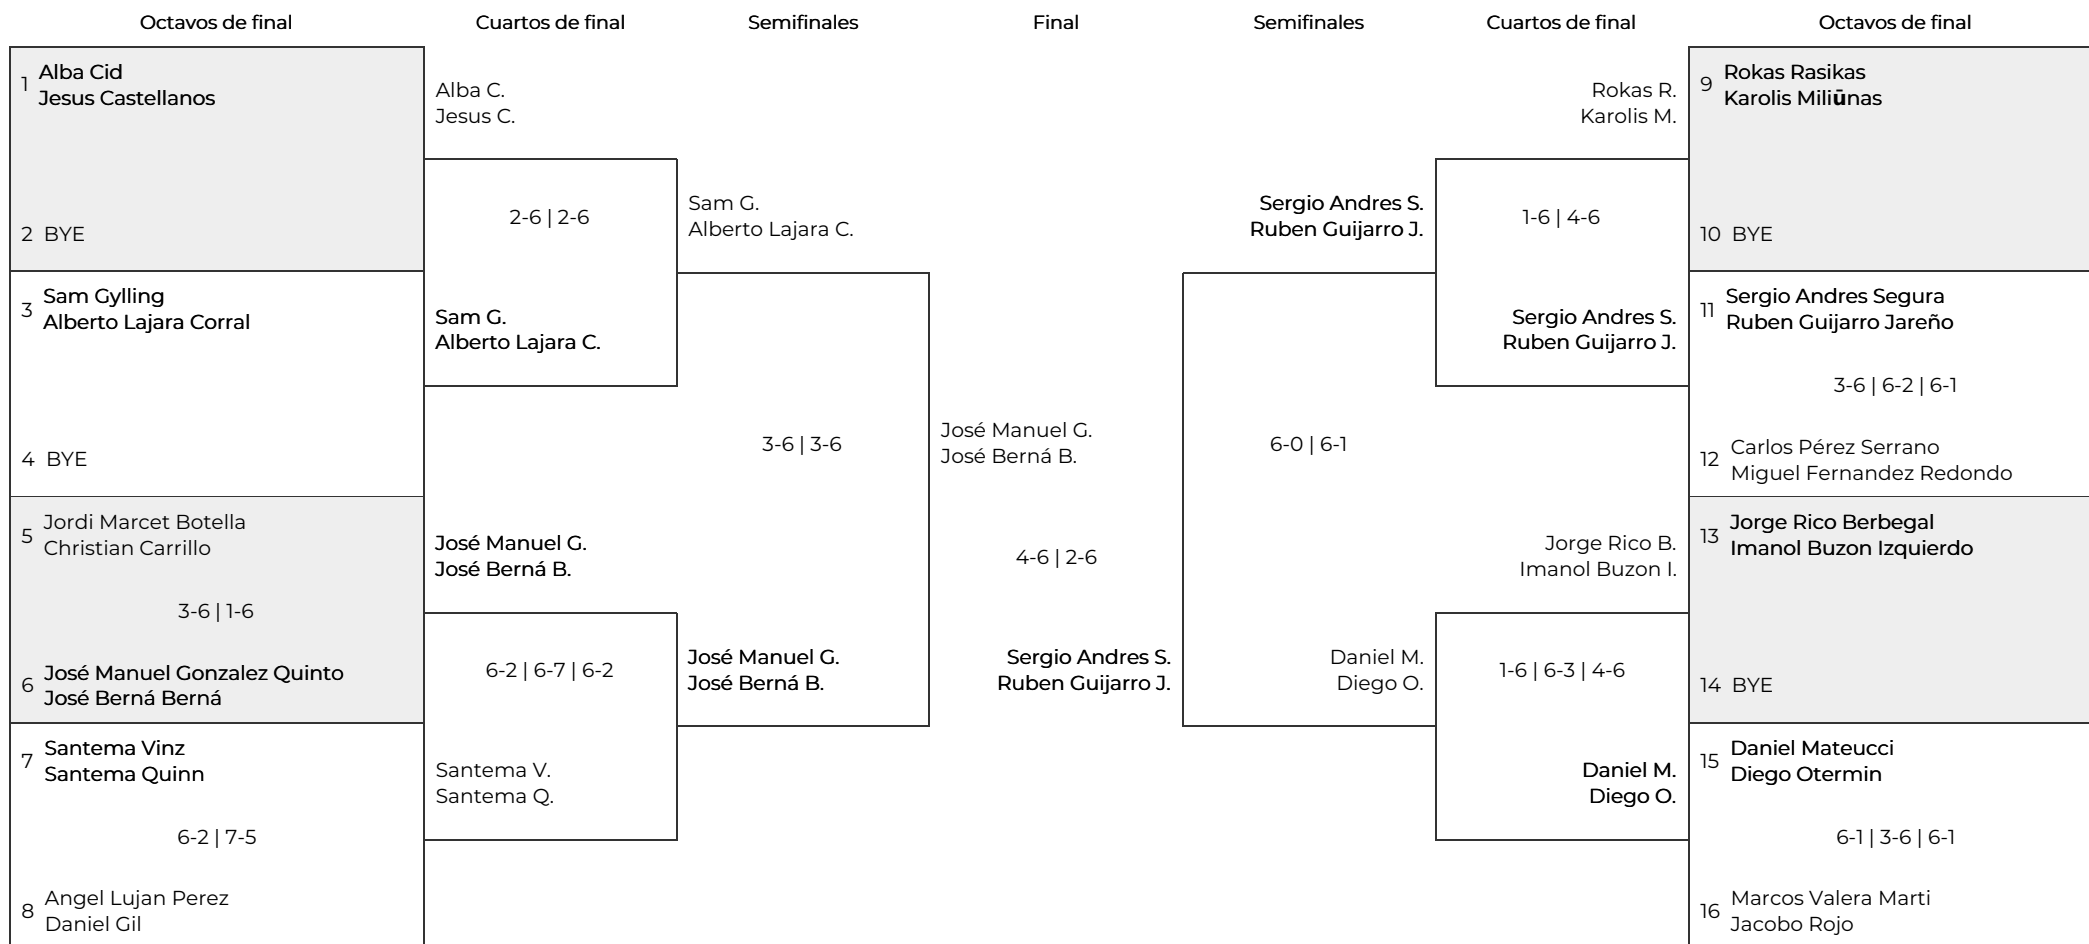 Octavos de final
Cuartos de final
Semifinales
Final
Semifinales
Cuartos de final
Octavos de final
1
Alba Cid
Jesus Castellanos
2 BYE
3
Sam Gylling
Alberto Lajara Corral
4 BYE
5
Jordi Marcet Botella
Christian Carrillo
3-6 | 1-6
6
José Manuel Gonzalez Quinto
José Berná Berná
7
Santema Vinz
Santema Quinn
6-2 | 7-5
8
Angel Lujan Perez
Daniel Gil
Alba C.
Jesus C.
2-6 | 2-6
Sam G.
Alberto Lajara C.
José Manuel G.
José Berná B.
6-2 | 6-7 | 6-2
Santema V.
Santema Q.
Sam G.
Alberto Lajara C.
3-6 | 3-6
José Manuel G.
José Berná B.
José Manuel G.
José Berná B.
4-6 | 2-6
Sergio Andres S.
Ruben Guijarro J.
Sergio Andres S.
Ruben Guijarro J.
6-0 | 6-1
Daniel M.
Diego O.
Rokas R.
Karolis M.
1-6 | 4-6
Sergio Andres S.
Ruben Guijarro J.
Jorge Rico B.
Imanol Buzon I.
1-6 | 6-3 | 4-6
Daniel M.
Diego O.
9
Rokas Rasikas
Karolis Miliūnas
10 BYE
11
Sergio Andres Segura
Ruben Guijarro Jareño
3-6 | 6-2 | 6-1
12
Carlos Pérez Serrano
Miguel Fernandez Redondo
13
Jorge Rico Berbegal
Imanol Buzon Izquierdo
14 BYE
15
Daniel Mateucci
Diego Otermin
6-1 | 3-6 | 6-1
16
Marcos Valera Marti
Jacobo Rojo